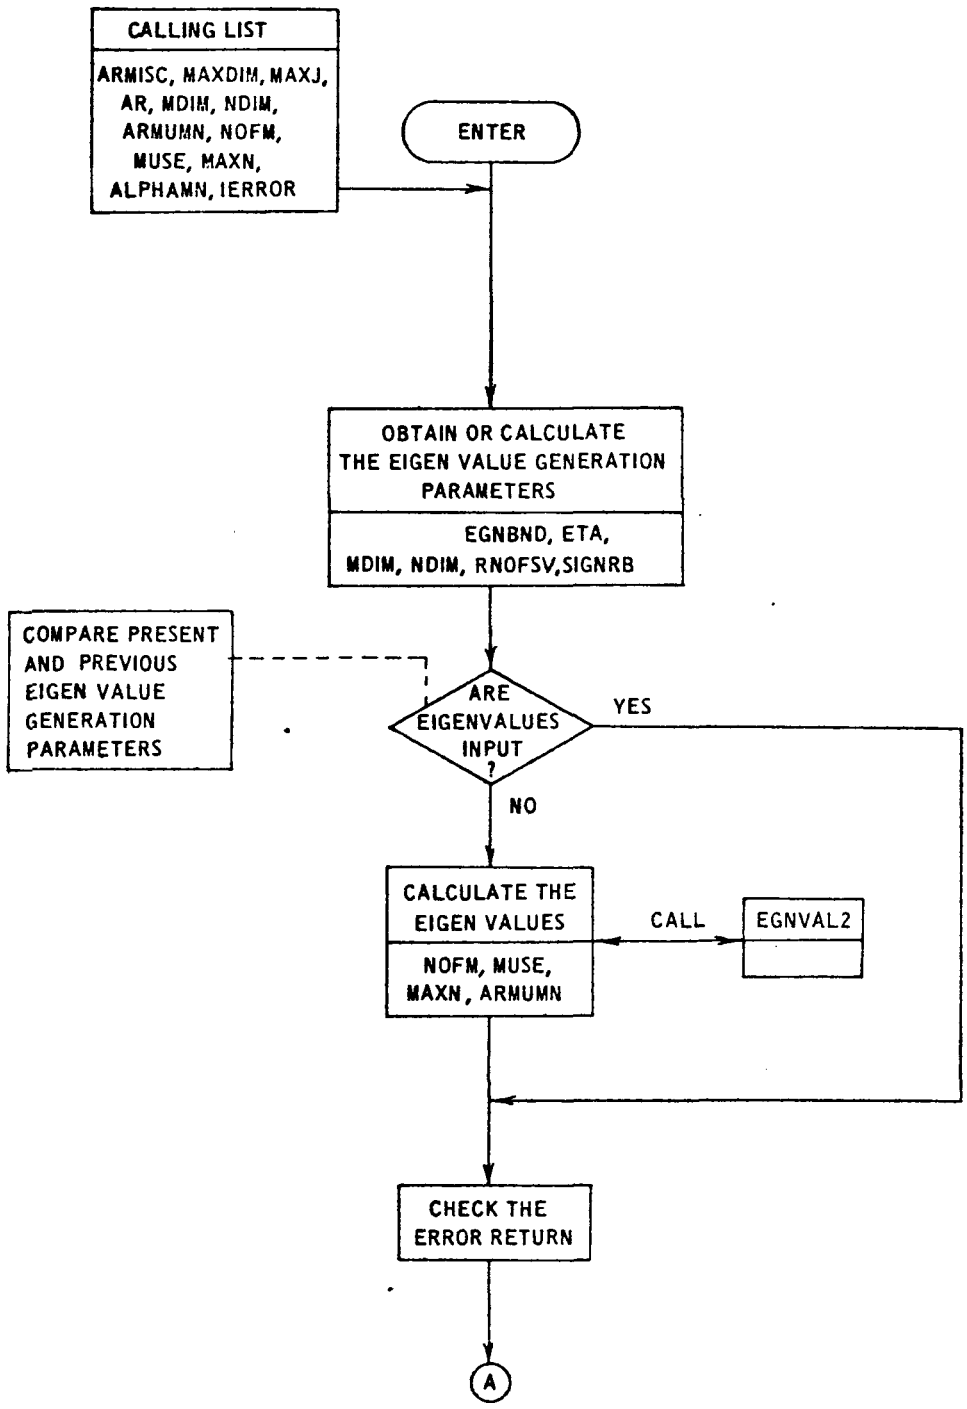 CALLING LIST
ARMISC, MAXDIM, MAXJ,
AR, MDIM, NDIM,
ARMUMN, NOFM,
MUSE, MAXN,
ALPHAMN, IERROR
ENTER
OBTAIN OR CALCULATE
THE EIGEN VALUE GENERATION
PARAMETERS
EGNBND, ETA,
MDIM, NDIM, RNOFSV,SIGNRB
COMPARE PRESENT
AND PREVIOUS
EIGEN VALUE
GENERATION
PARAMETERS
ARE
EIGENVALUES
INPUT
?
YES
NO
CALCULATE THE
EIGEN VALUES
NOFM, MUSE,
MAXN, ARMUMN
CALL
EGNVAL2
CHECK THE
ERROR RETURN
A